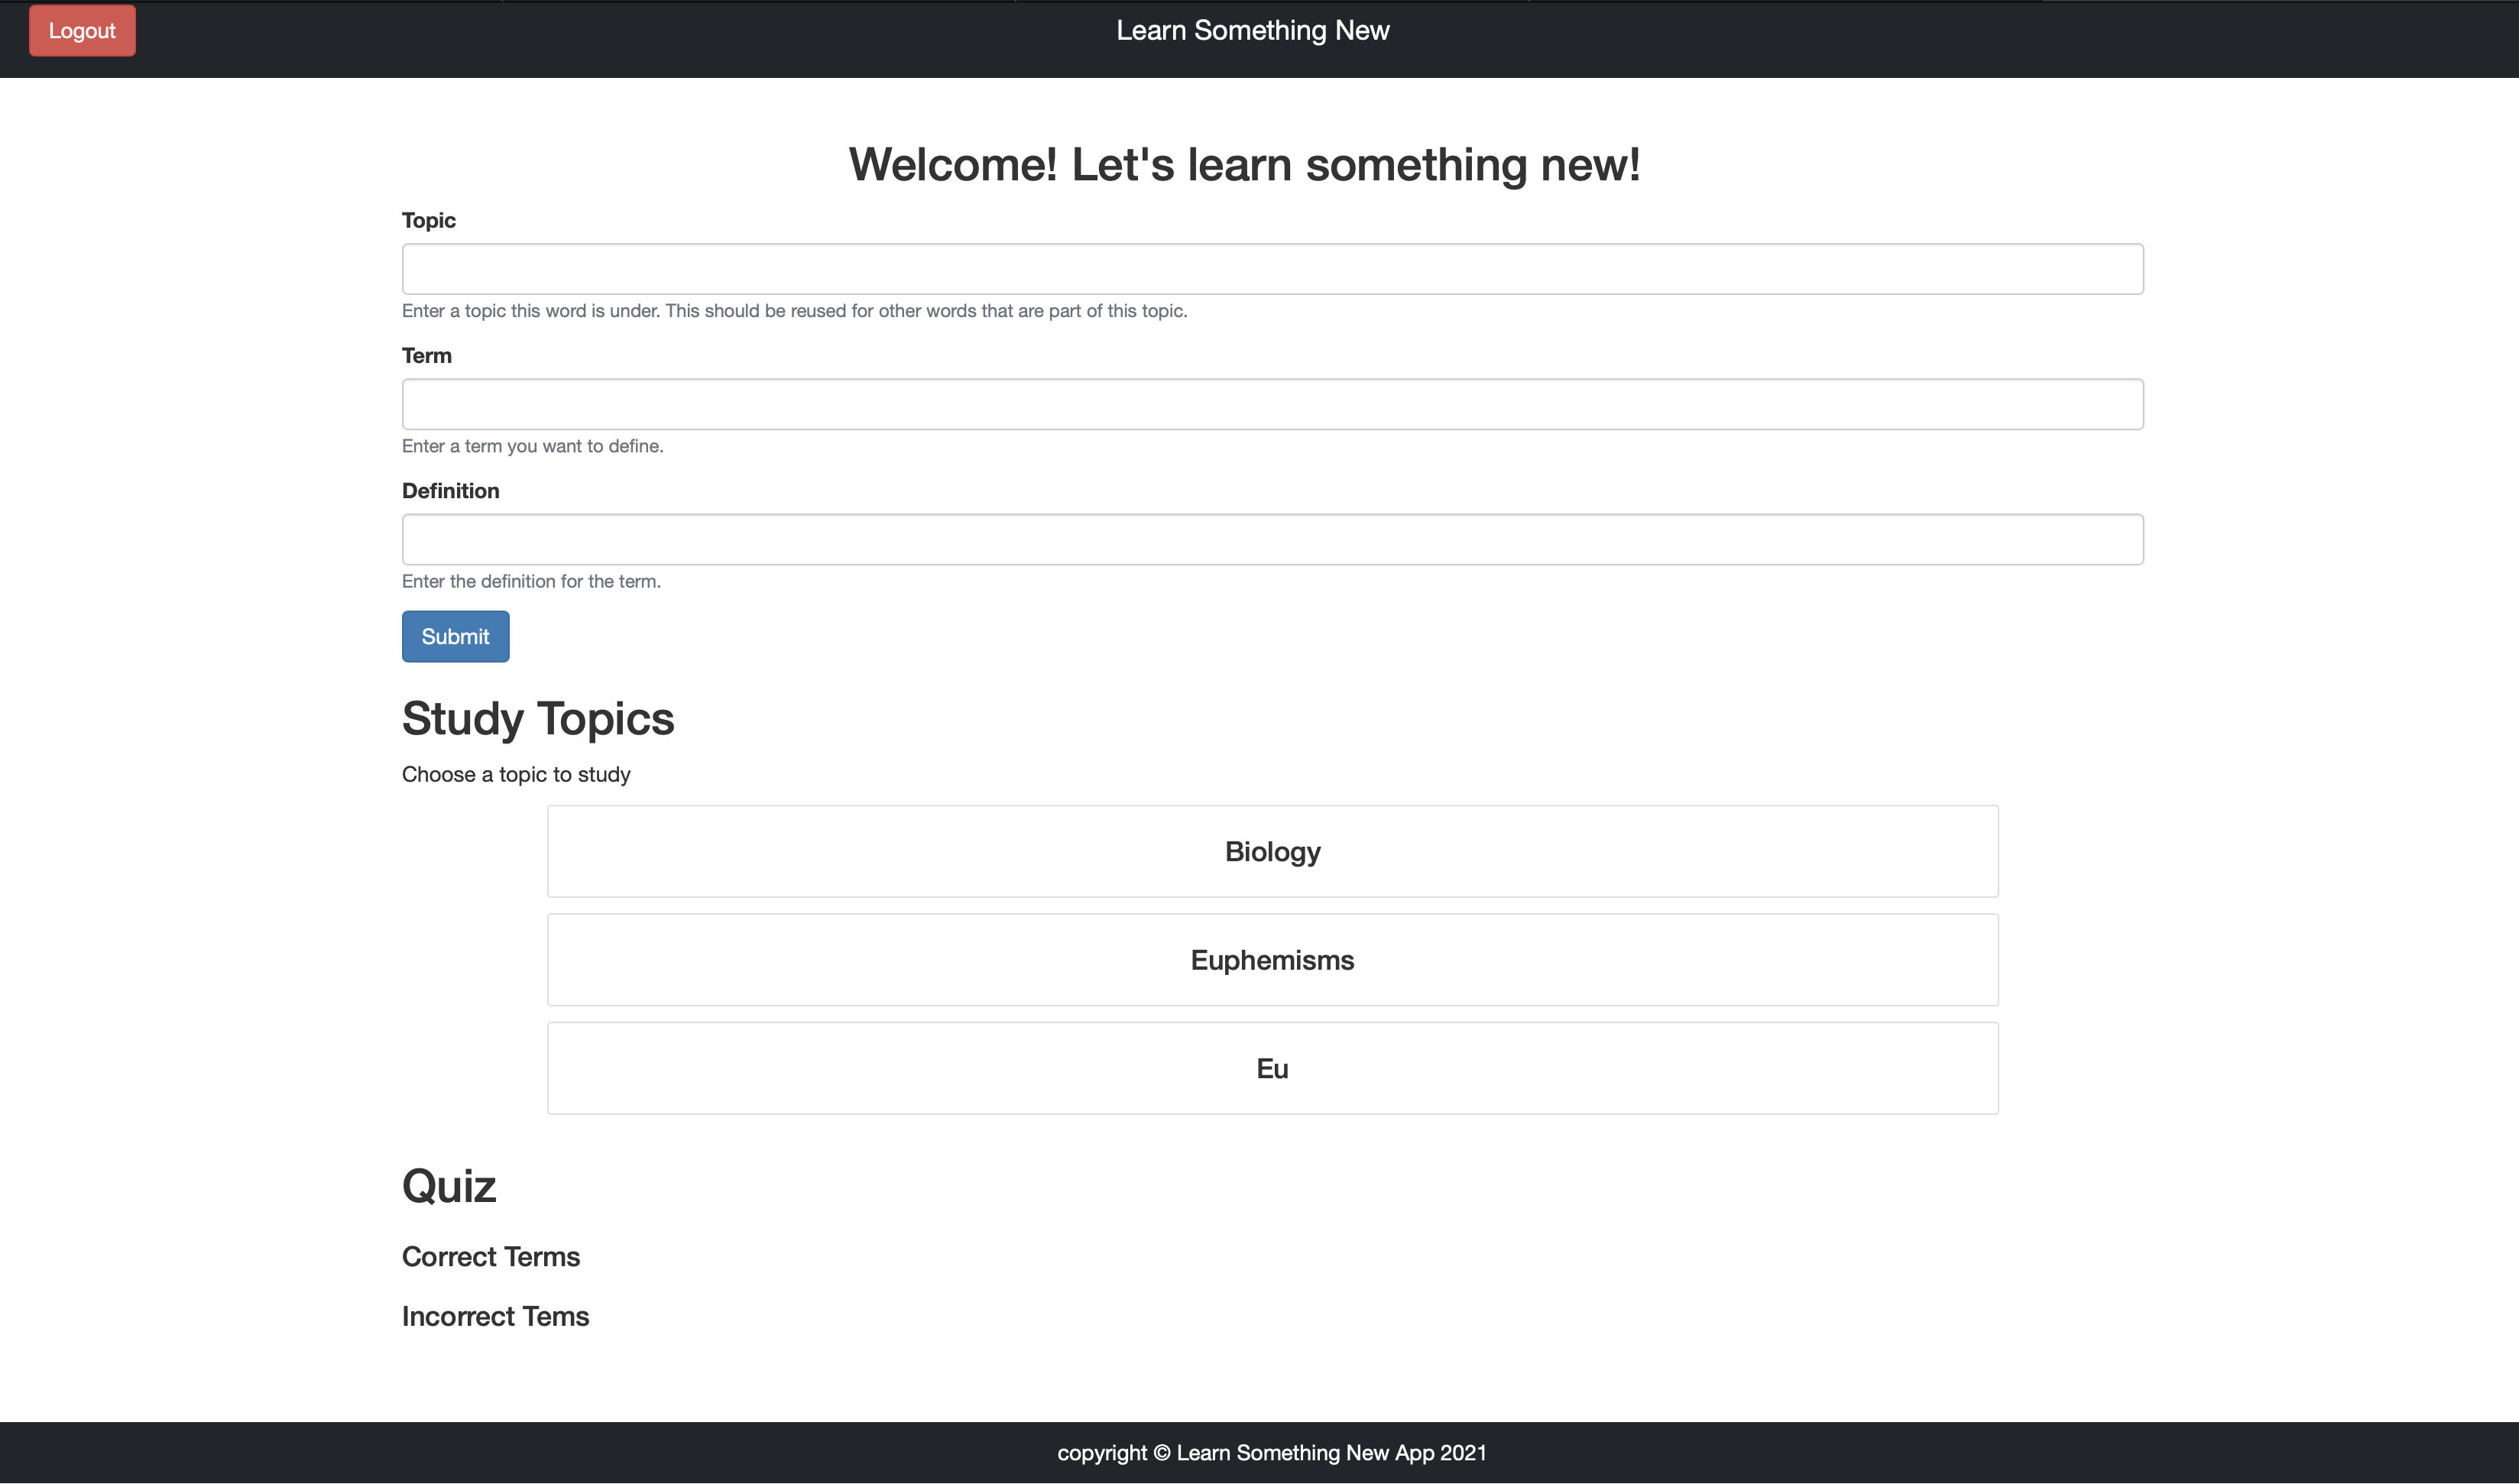 Logout
Learn Something New
Welcome! Let's learn something new!
Topic
Enter a topic this word is under. This should be reused for other words that are part of this topic.
Term
Enter a term you want to define.
Definition
Enter the definition for the term.
Submit
Study Topics
Choose a topic to study
Biology
Euphemisms
Eu
Quiz
Correct Terms
Incorrect Tems
copyright © Learn Something New App 2021